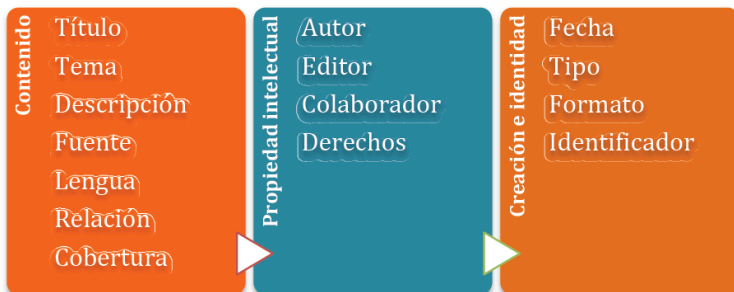 Contenido
Título
Tema
Descripción
Fuente
Lengua
Relación
Cobertura
Propiedad intelectual
Autor
Editor
Colaborador
Derechos
Creación e identidad
Fecha
Tipo
Formato
Identificador